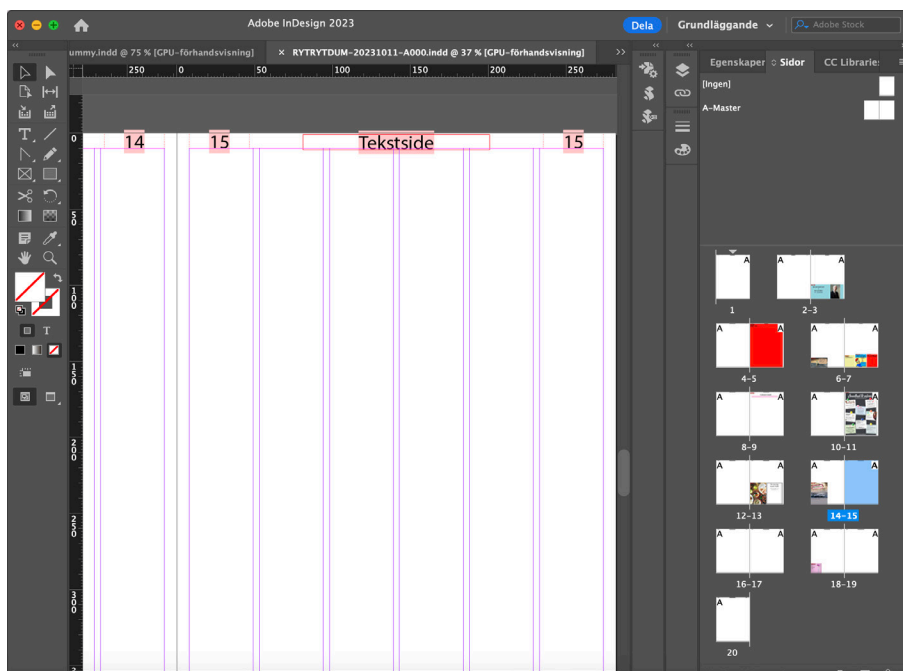 Adobe InDesign 2023
Dela
Grundläggande
Adobe Stock
ummy.indd @ 75 % [GPU-förhandsvisning]
× RYTRYTDUM-20231011-A000.indd @ 37 % [GPU-förhandsvisning]
>>
Egenskaper
Sidor
CC Librarie:
[Ingen]
A-Master
250 0 50 100 150 200 250
0
50
100
150
200
250
300
14
15
Tekstside
15
T
T
A
1
A A
2-3
A A
4-5
A A
6-7
A A
8-9
A A
10-11
A A
12-13
A A
14-15
A A
16-17
A A
18-19
A
20